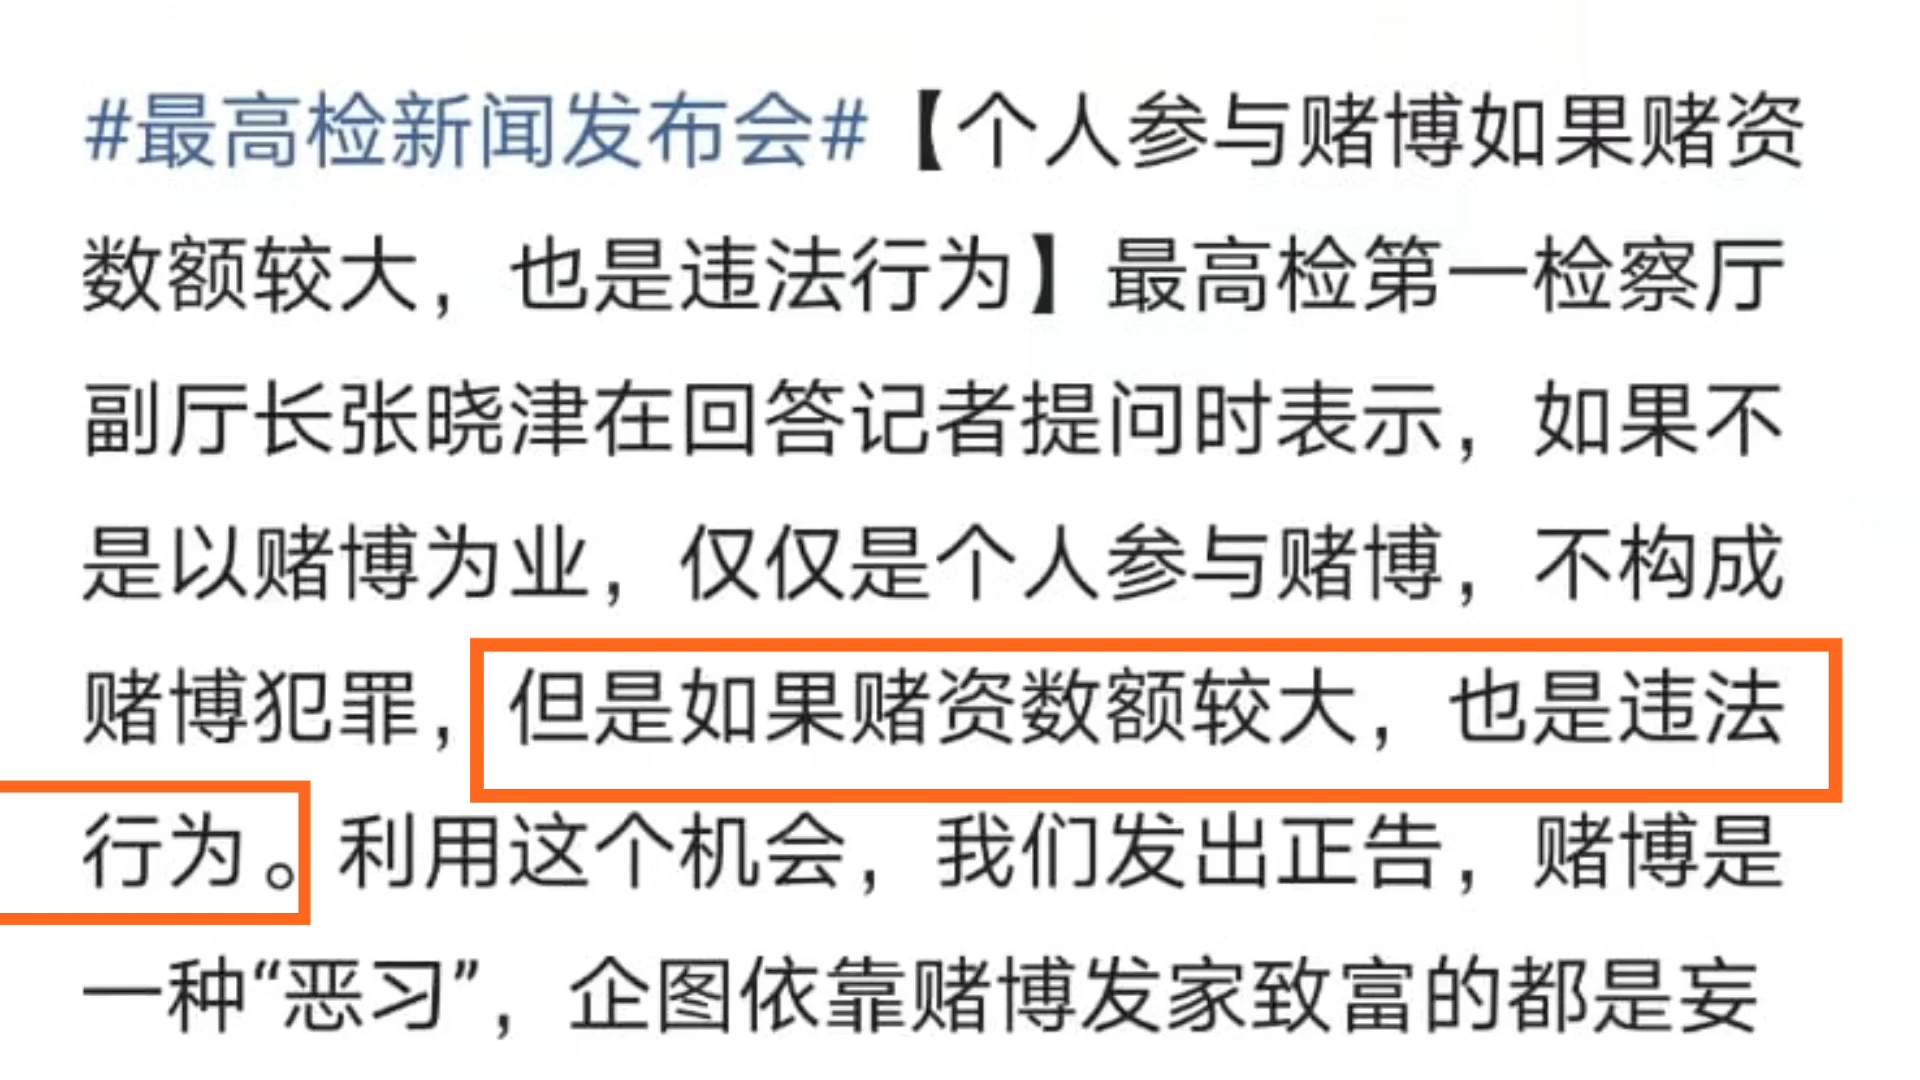 #最高检新闻发布会#【个人参与赌博如果赌资
数额较大，也是违法行为】最高检第一检察厅
副厅长张晓津在回答记者提问时表示，如果不
是以赌博为业，仅仅是个人参与赌博，不构成
赌博犯罪，但是如果赌资数额较大，也是违法
行为。利用这个机会，我们发出正告，赌博是
一种“恶习”，企图依靠赌博发家致富的都是妄